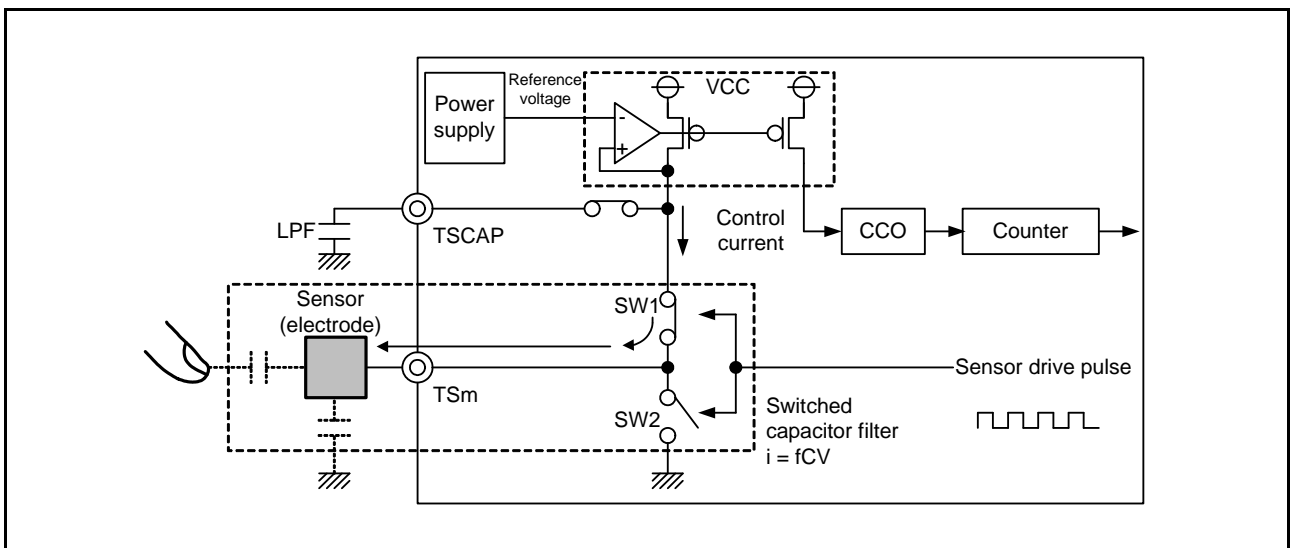 Reference
voltage
VCC
Power
supply
-
+
LPF
TSCAP
Control
current
CCO
Counter
Sensor
(electrode)
SW1
Sensor drive pulse
TSm
SW2
Switched
capacitor filter
i = fCV